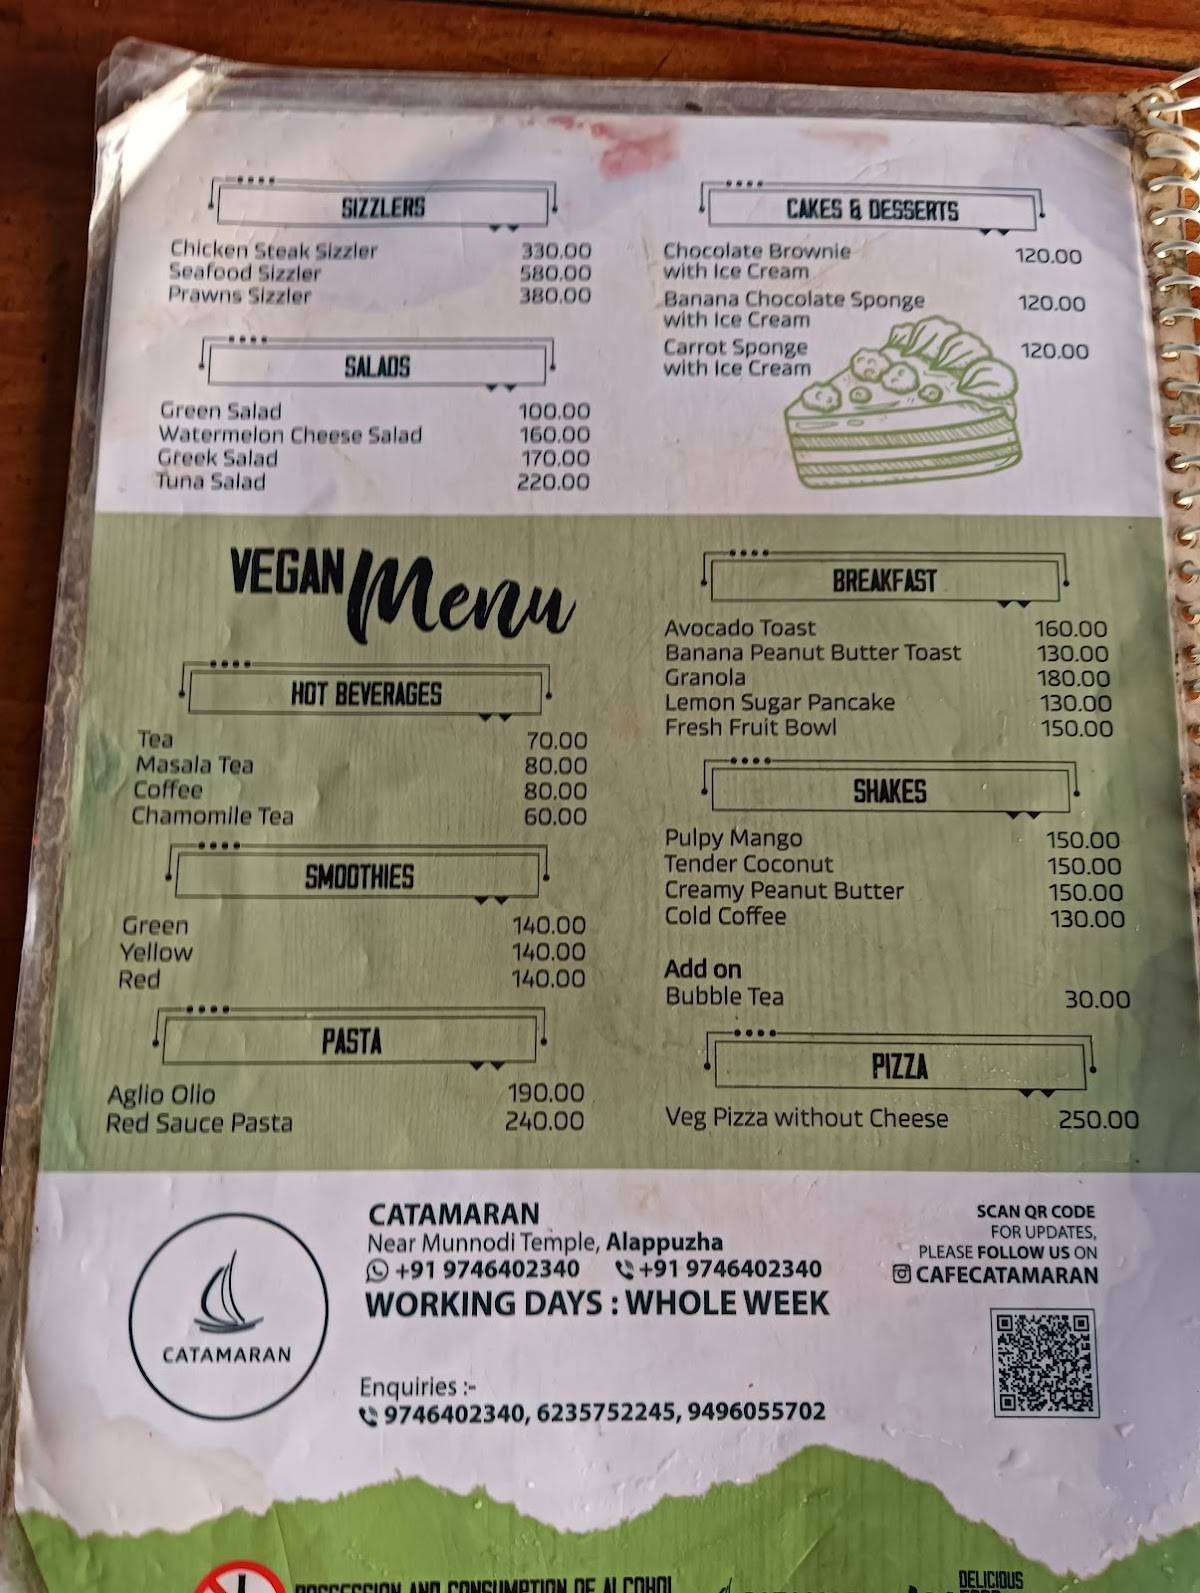 SIZZLERS
Chicken Steak Sizzler 330.00
Seafood Sizzler 580.00
Prawns Sizzler 380.00
SALADS
Green Salad 100.00
Watermelon Cheese Salad 160.00
Greek Salad 170.00
Tuna Salad 220.00
CAKES & DESSERTS
Chocolate Brownie 120.00
with Ice Cream
Banana Chocolate Sponge 120.00
with Ice Cream
Carrot Sponge 120.00
with Ice Cream
VEGAN Menu
HOT BEVERAGES
Tea 70.00
Masala Tea 80.00
Coffee 80.00
Chamomile Tea 60.00
SMOOTHIES
Green 140.00
Yellow 140.00
Red 140.00
PASTA
Aglio Olio 190.00
Red Sauce Pasta 240.00
BREAKFAST
Avocado Toast 160.00
Banana Peanut Butter Toast 130.00
Granola 180.00
Lemon Sugar Pancake 130.00
Fresh Fruit Bowl 150.00
SHAKES
Pulpy Mango 150.00
Tender Coconut 150.00
Creamy Peanut Butter 150.00
Cold Coffee 130.00
Add on
Bubble Tea 30.00
PIZZA
Veg Pizza without Cheese 250.00
CATAMARAN
CATAMARAN
Near Munnodi Temple, Alappuzha
+91 9746402340 +91 9746402340
WORKING DAYS : WHOLE WEEK
Enquiries :-
9746402340, 6235752245, 9496055702
SCAN QR CODE
FOR UPDATES,
PLEASE FOLLOW US ON
CAFECATAMARAN
POSSESSION AND CONSUMPTION OF ALCOHOL
DELICIOUS